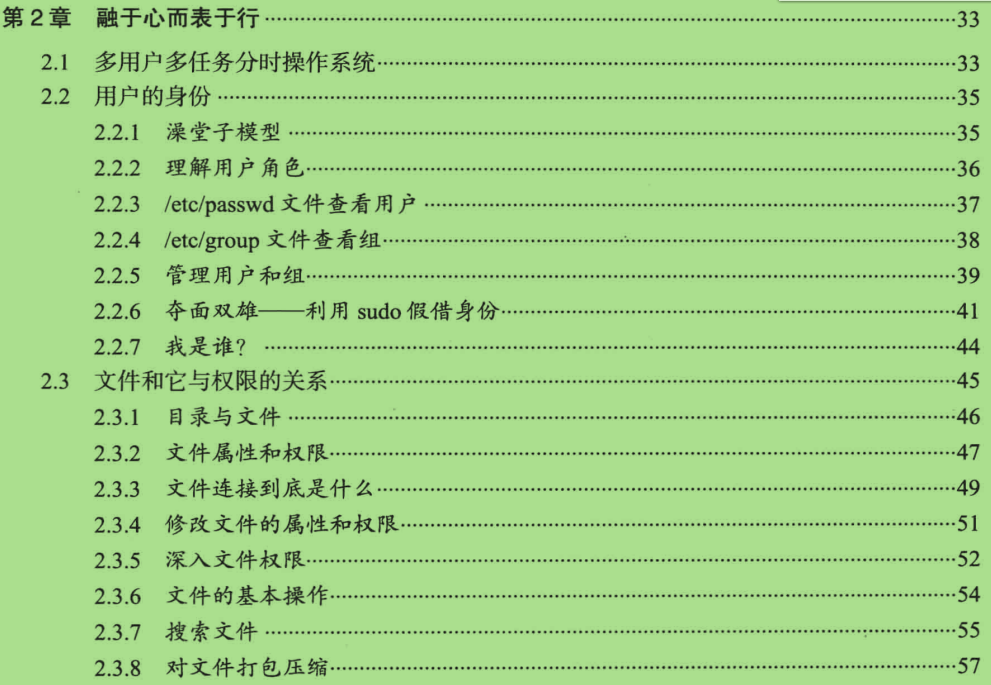 第2章 融于心而表于行 33
2.1 多用户多任务分时操作系统 33
2.2 用户的身份 35
2.2.1 澡堂子模型 35
2.2.2 理解用户角色 36
2.2.3 /etc/passwd 文件查看用户 37
2.2.4 /etc/group 文件查看组 38
2.2.5 管理用户和组 39
2.2.6 夺面双雄——利用 sudo 假借身份 41
2.2.7 我是谁？ 44
2.3 文件和它与权限的关系 45
2.3.1 目录与文件 46
2.3.2 文件属性和权限 47
2.3.3 文件连接到底是什么 49
2.3.4 修改文件的属性和权限 51
2.3.5 深入文件权限 52
2.3.6 文件的基本操作 54
2.3.7 搜索文件 55
2.3.8 对文件打包压缩 57